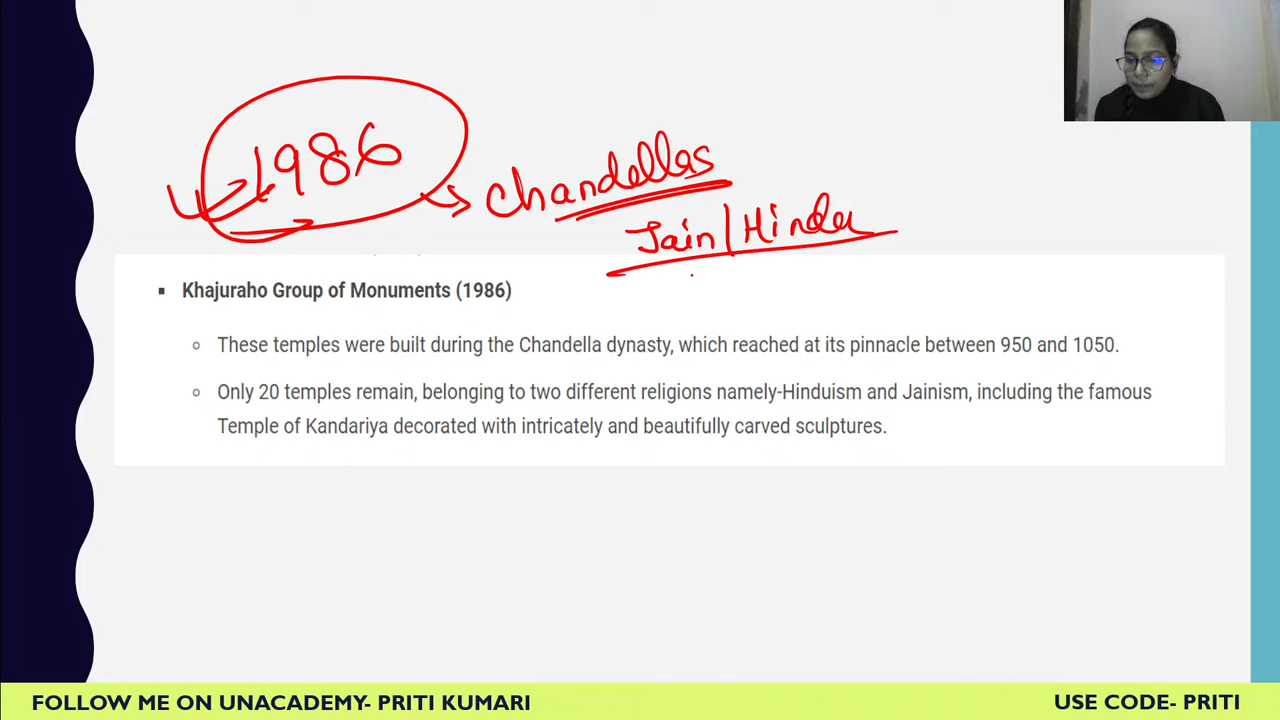 1986
Chandellas
Jain/Hindu
▪ Khajuraho Group of Monuments (1986)
○ These temples were built during the Chandella dynasty, which reached at its pinnacle between 950 and 1050.
○ Only 20 temples remain, belonging to two different religions namely-Hinduism and Jainism, including the famous
Temple of Kandariya decorated with intricately and beautifully carved sculptures.
FOLLOW ME ON UNACADEMY- PRITI KUMARI
USE CODE- PRITI